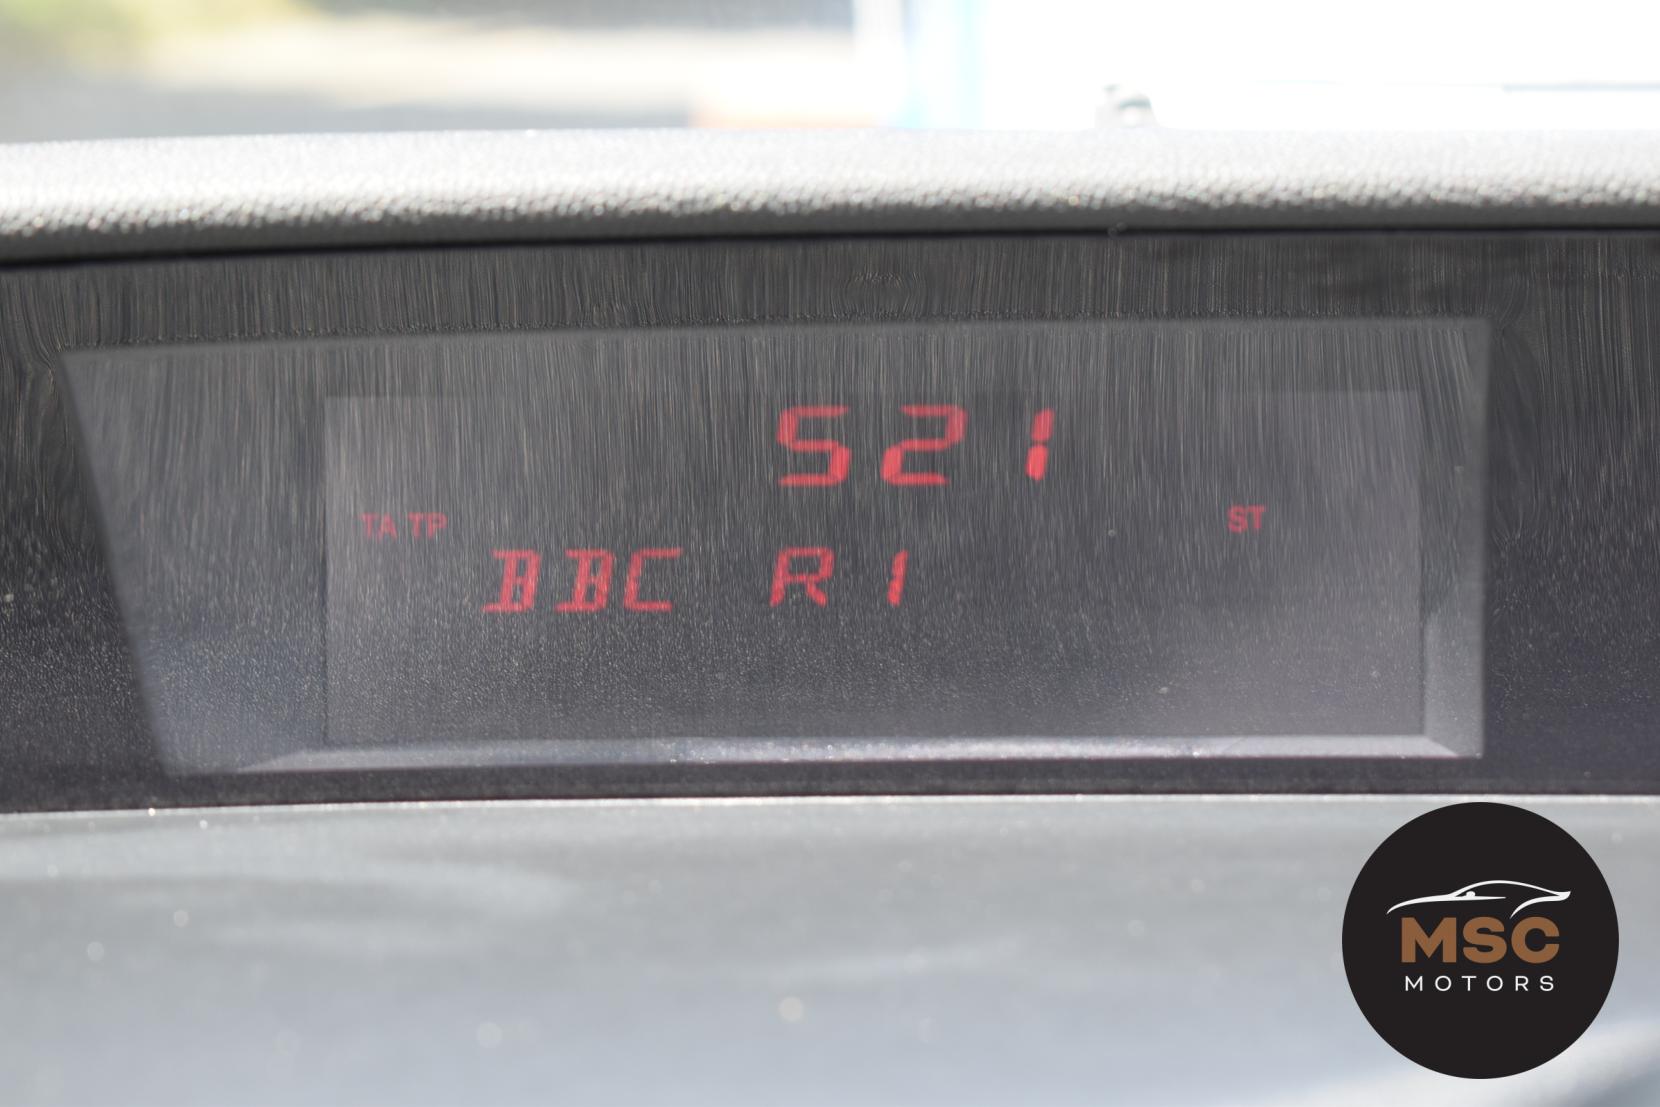 521
TA TP
ST
BBC R1
MSC
MOTORS